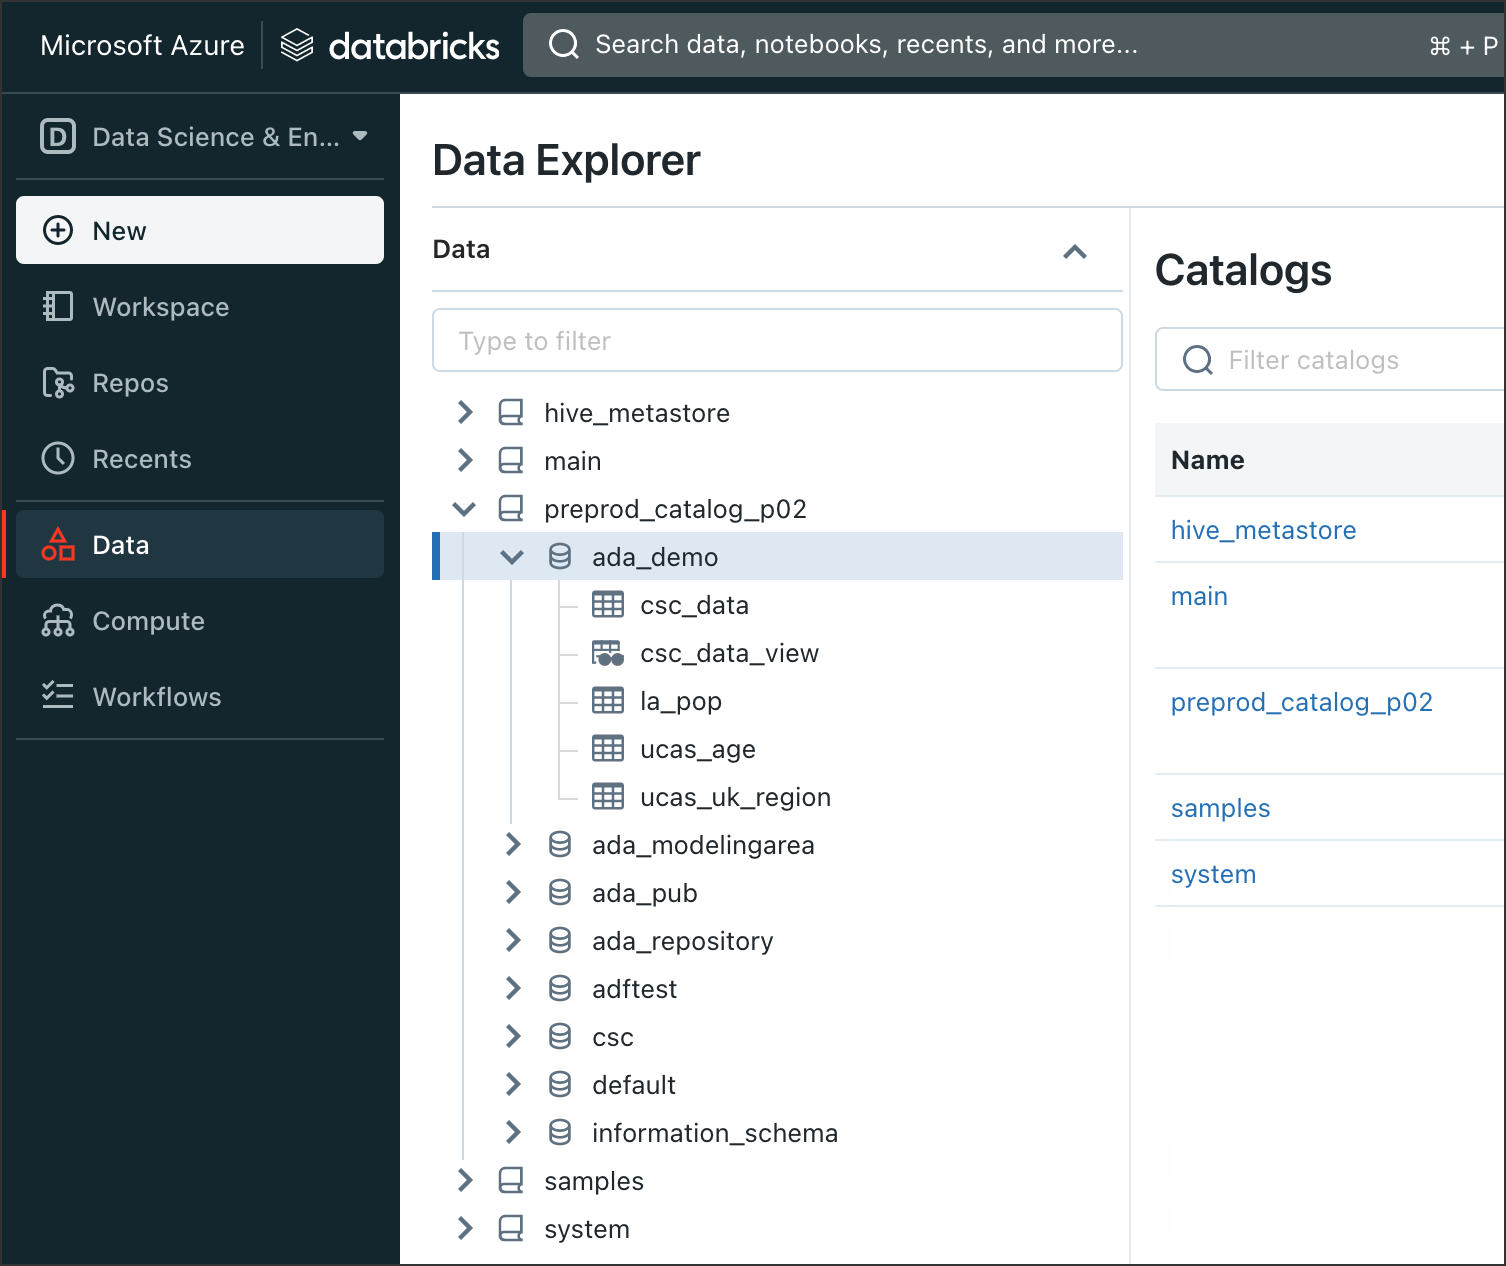 Microsoft Azure databricks Search data, notebooks, recents, and more... ⌘ + P
D Data Science & En...
New
Workspace
Repos
Recents
Data
Compute
Workflows
Data Explorer
Data
Type to filter
hive_metastore
main
preprod_catalog_p02
ada_demo
csc_data
csc_data_view
la_pop
ucas_age
ucas_uk_region
ada_modelingarea
ada_pub
ada_repository
adftest
csc
default
information_schema
samples
system
Catalogs
Filter catalogs
Name
hive_metastore
main
preprod_catalog_p02
samples
system